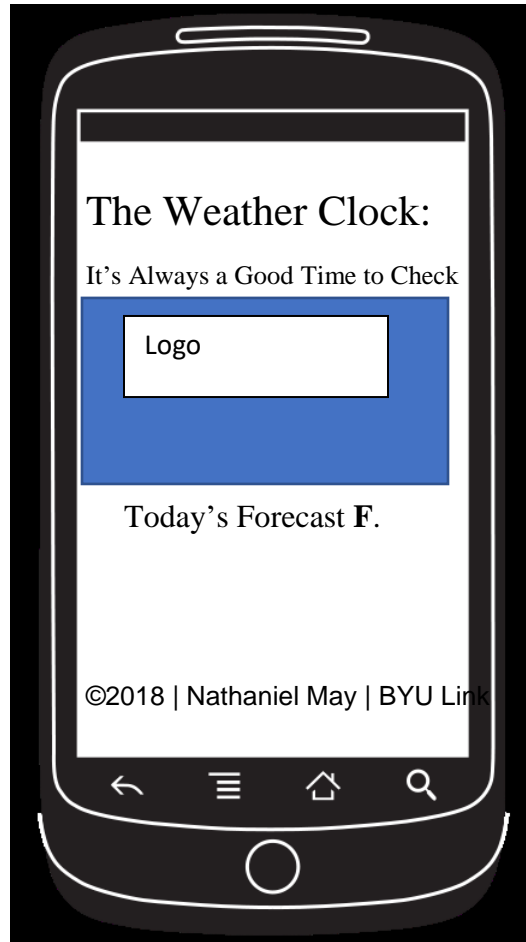 The Weather Clock:
It’s Always a Good Time to Check
Logo
Today’s Forecast F.
©2018 | Nathaniel May | BYU Link